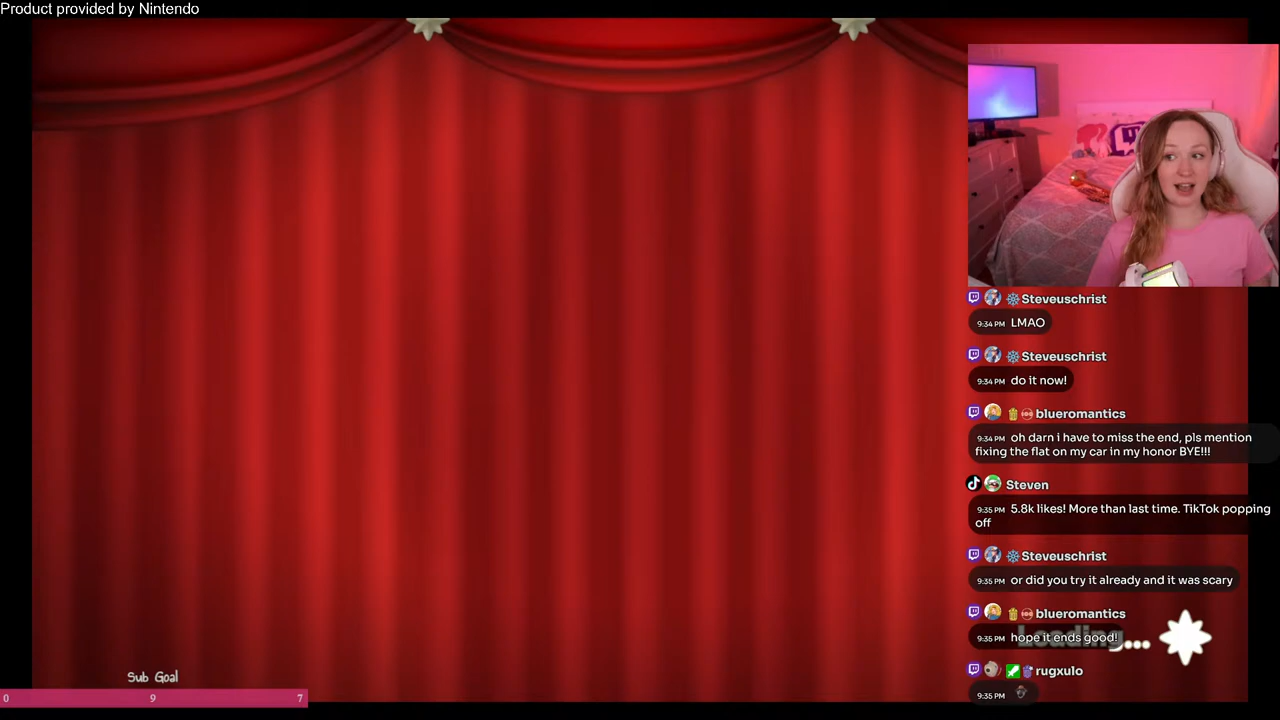 Product provided by Nintendo
Steveuschrist
9:34 PM LMAO
Steveuschrist
9:34 PM do it now!
blueromantics
9:34 PM oh darn i have to miss the end, pls mention
fixing the flat on my car in my honor BYE!!!
Steven
9:35 PM 5.8k likes! More than last time. TikTok popping
off
Steveuschrist
9:35 PM or did you try it already and it was scary
blueromantics
9:35 PM hope it ends good!
Loading...
rugxulo
9:35 PM
Sub Goal
0 9 7